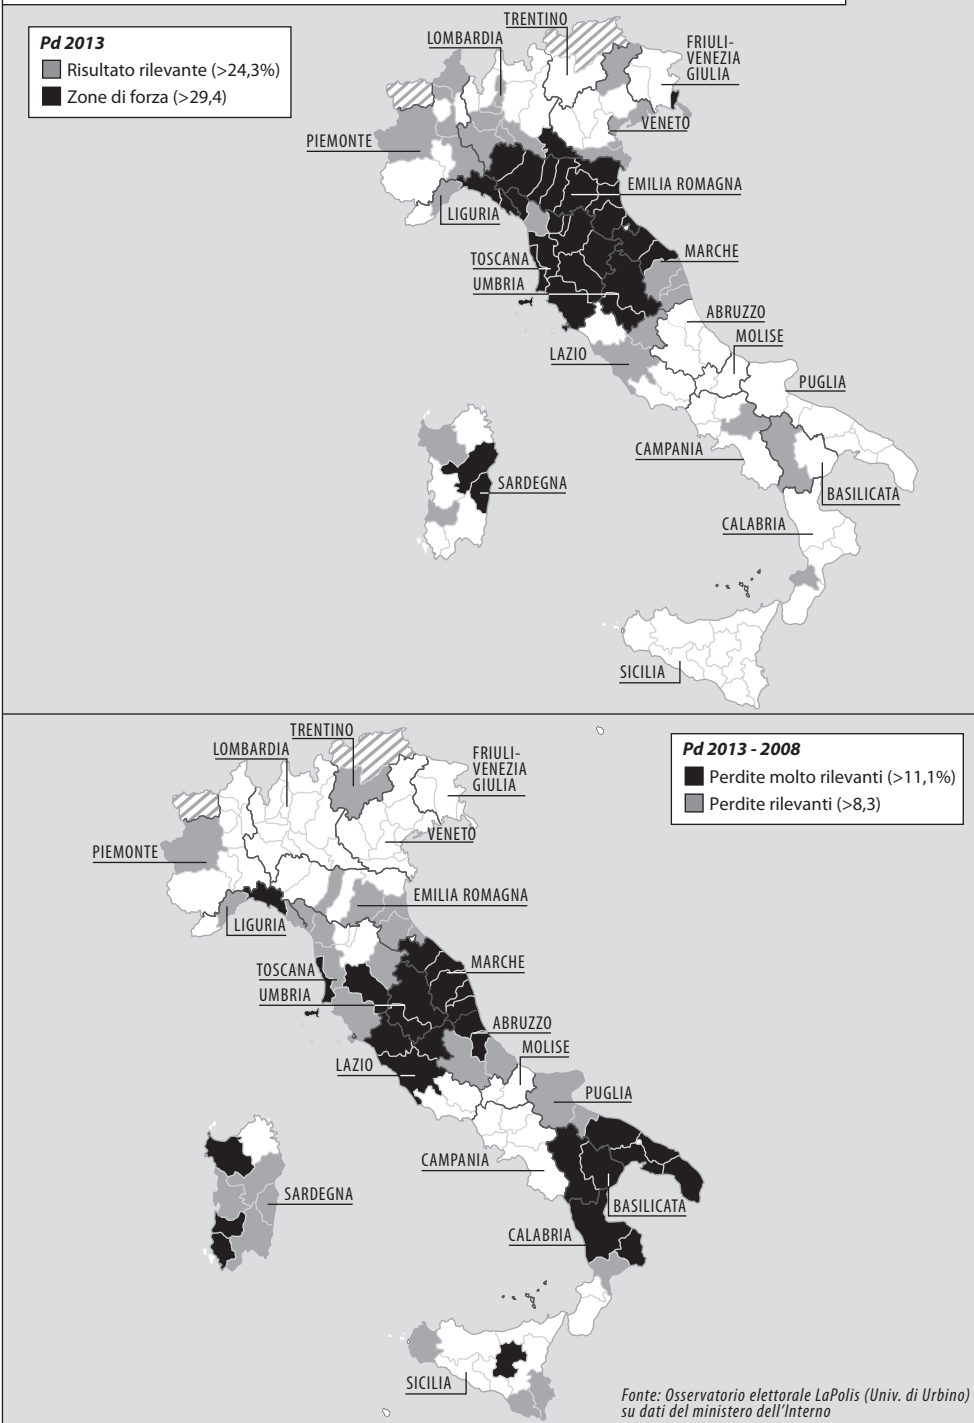 Pd 2013
Risultato rilevante (>24,3%)
Zone di forza (>29,4)
TRENTINO
LOMBARDIA
FRIULI-
VENEZIA
GIULIA
VENETO
PIEMONTE
EMILIA ROMAGNA
LIGURIA
TOSCANA
MARCHE
UMBRIA
ABRUZZO
MOLISE
LAZIO
PUGLIA
CAMPANIA
SARDEGNA
BASILICATA
CALABRIA
SICILIA
Pd 2013 - 2008
Perdite molto rilevanti (>11,1%)
Perdite rilevanti (>8,3)
TRENTINO
LOMBARDIA
FRIULI-
VENEZIA
GIULIA
VENETO
PIEMONTE
EMILIA ROMAGNA
LIGURIA
TOSCANA
MARCHE
UMBRIA
ABRUZZO
MOLISE
LAZIO
PUGLIA
CAMPANIA
SARDEGNA
BASILICATA
CALABRIA
SICILIA
Fonte: Osservatorio elettorale LaPolis (Univ. di Urbino)
su dati del ministero dell'Interno